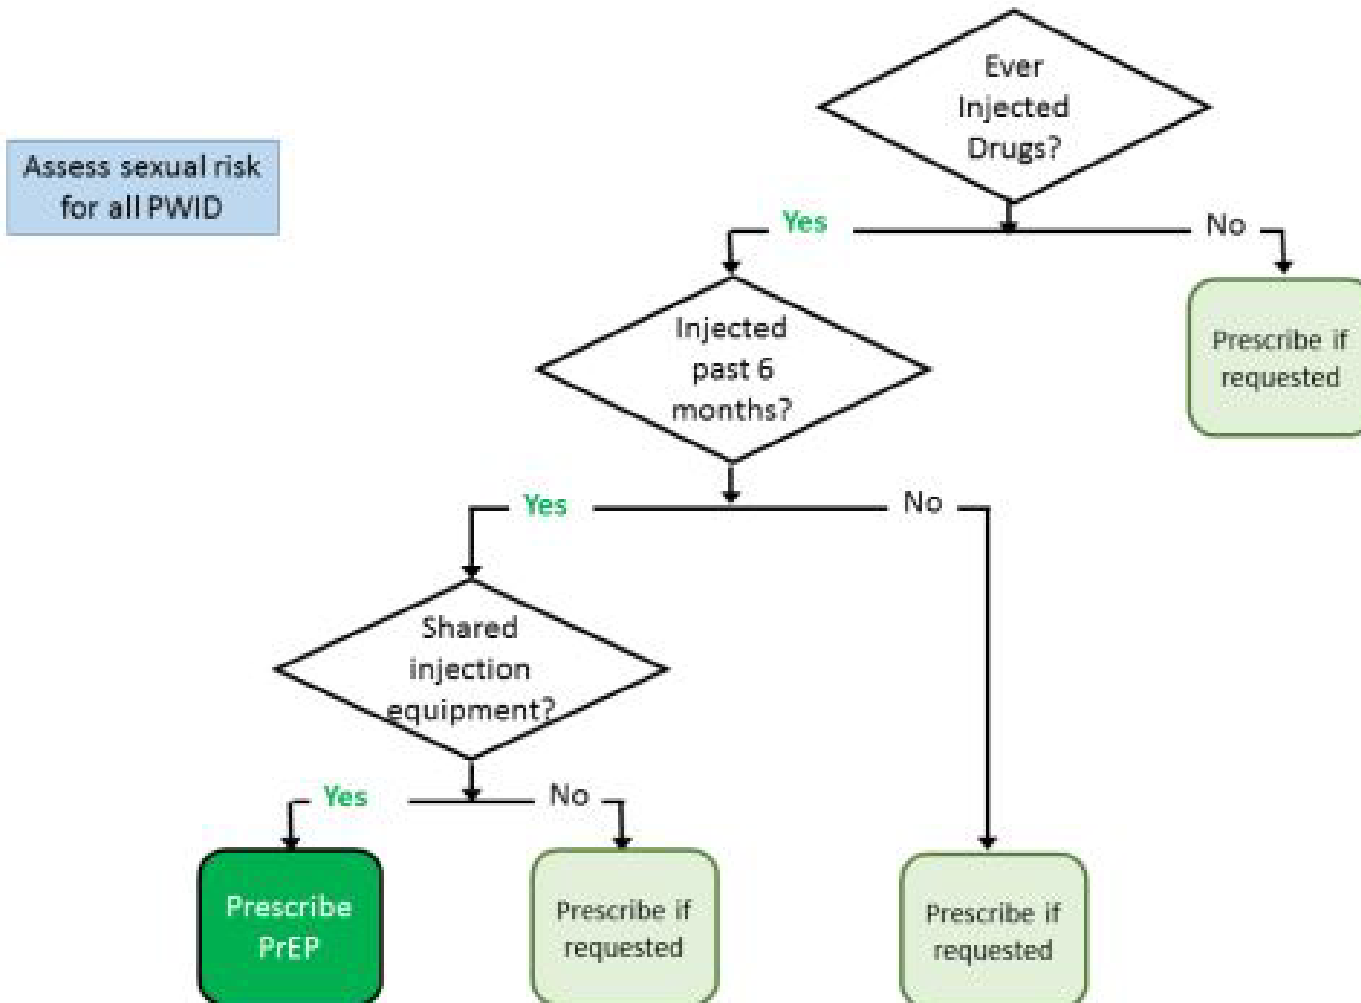 Ever
Injected
Drugs?
Assess sexual risk
for all PWID
Yes
No
Injected
past 6
months?
Prescribe if
requested
Yes
No
Shared
injection
equipment?
Yes
No
Prescribe
PrEP
Prescribe if
requested
Prescribe if
requested